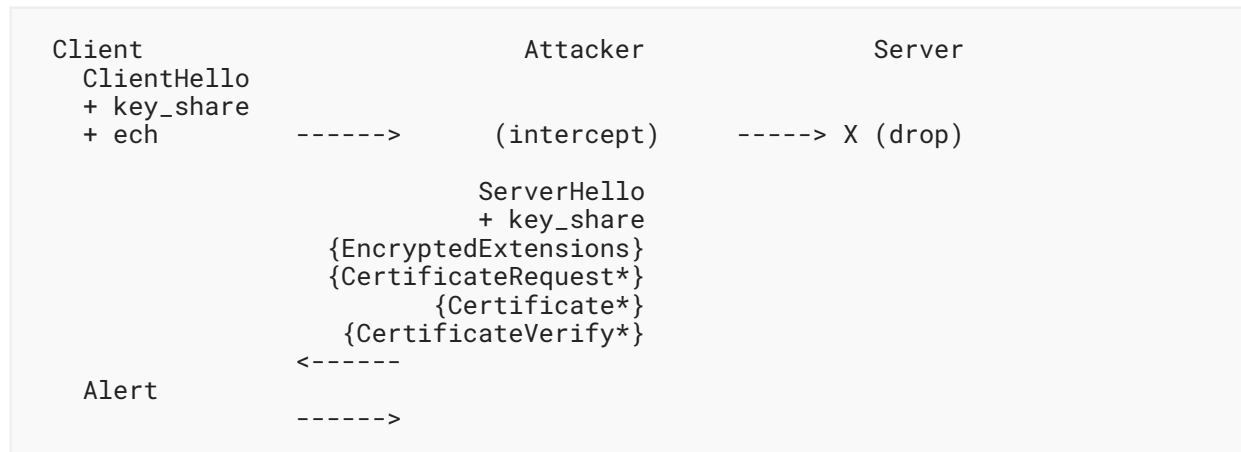 Client                         Attacker               Server
  ClientHello
  + key_share
  + ech         ------>      (intercept)     -----> X (drop)
                            ServerHello
                            + key_share
                  {EncryptedExtensions}
                  {CertificateRequest*}
                         {Certificate*}
                   {CertificateVerify*}
                <------
  Alert
                ------>